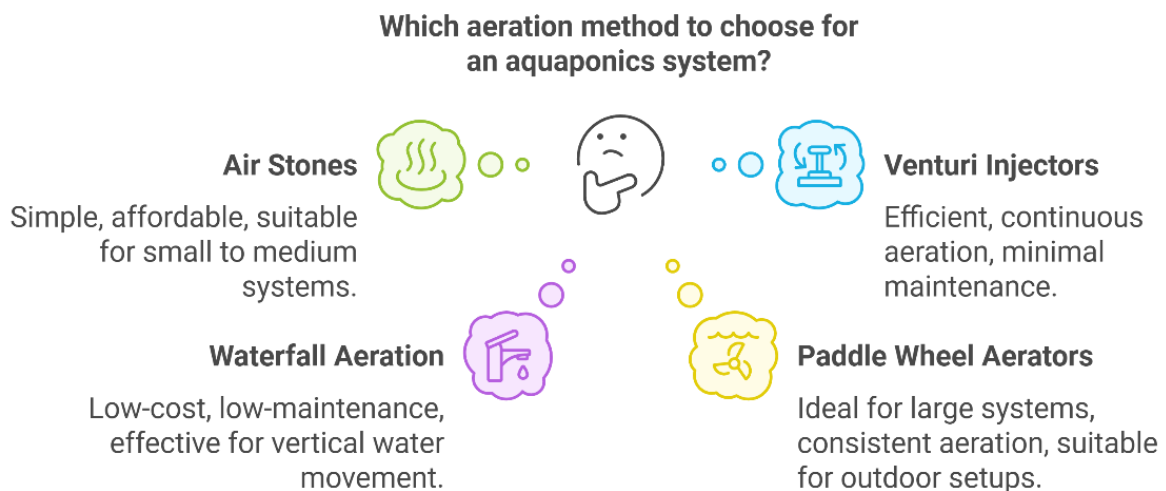 Which aeration method to choose for
an aquaponics system?
Air Stones
Simple, affordable, suitable
for small to medium
systems.
Venturi Injectors
Efficient, continuous
aeration, minimal
maintenance.
Waterfall Aeration
Low-cost, low-maintenance,
effective for vertical water
movement.
Paddle Wheel Aerators
Ideal for large systems,
consistent aeration, suitable
for outdoor setups.